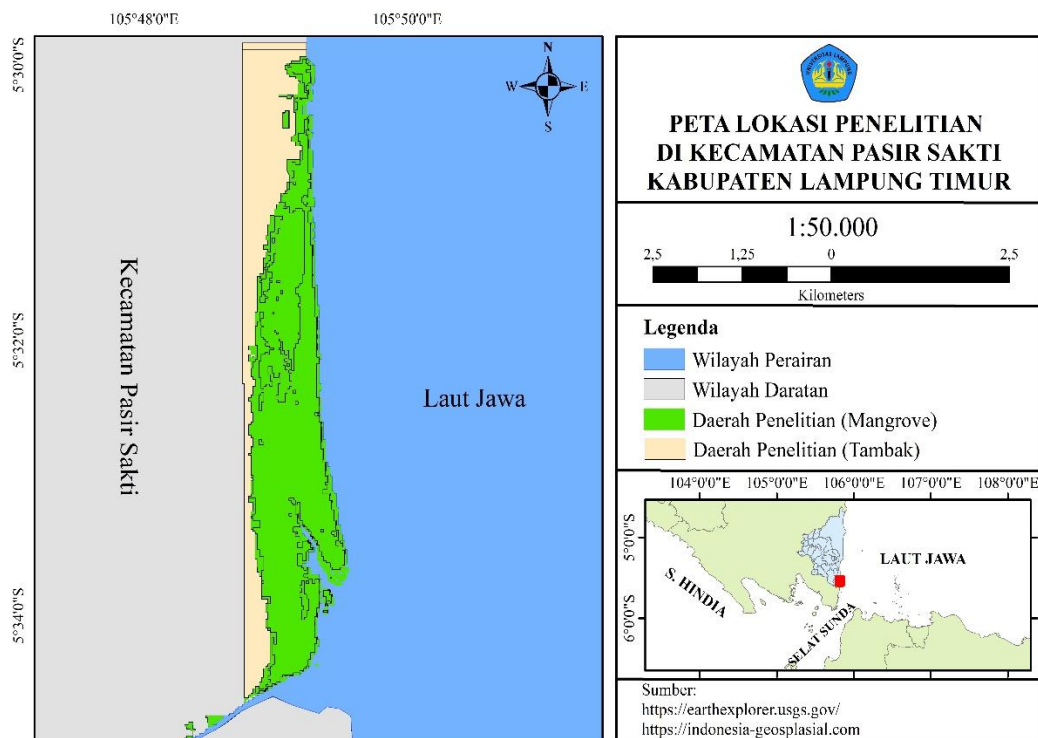 105°48'0"E
105°50'0"E
5°30'0"S
5°32'0"S
5°34'0"S
N
W
E
S
Kecamatan Pasir Sakti
Laut Jawa
UNIVERSITAS LAMPUNG
PETA LOKASI PENELITIAN
DI KECAMATAN PASIR SAKTI
KABUPATEN LAMPUNG TIMUR
1:50.000
2,5 1,25 0 2,5
Kilometers
Legenda
Wilayah Perairan
Wilayah Daratan
Daerah Penelitian (Mangrove)
Daerah Penelitian (Tambak)
104°0'0"E 105°0'0"E 106°0'0"E 107°0'0"E 108°0'0"E
5°0'0"S
6°0'0"S
LAUT JAWA
S. HINDIA
SELAT SUNDA
Sumber:
https://earthexplorer.usgs.gov/
https://indonesia-geosplasial.com